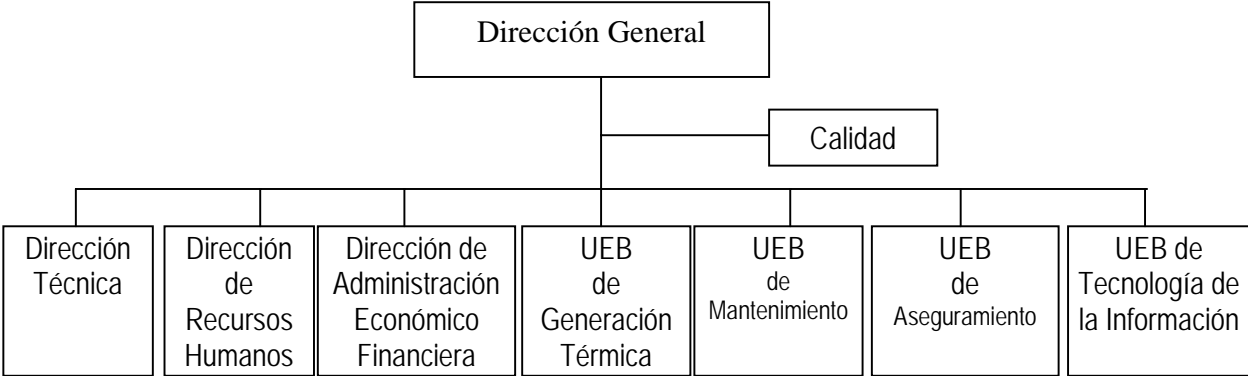 Dirección General
Calidad
Dirección
Técnica
Dirección
de
Recursos
Humanos
Dirección de
Administración
Económico
Financiera
UEB
de
Generación
Térmica
UEB
de
Mantenimiento
UEB
de
Aseguramiento
UEB de
Tecnología de
la Información